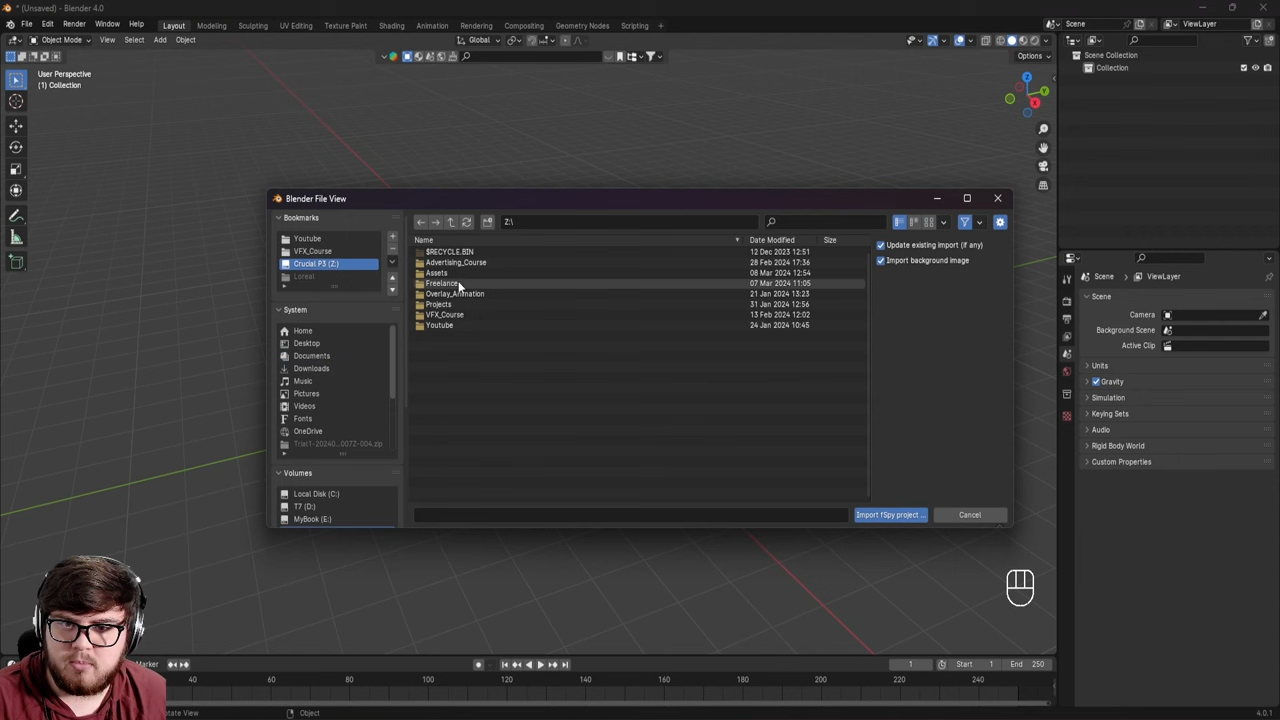 * (Unsaved) - Blender 4.0
File Edit Render Window Help Layout Modeling Sculpting UV Editing Texture Paint Shading Animation Rendering Compositing Geometry Nodes Scripting + Scene ViewLayer
Object Mode View Select Add Object Global
Options
User Perspective
(1) Collection
Scene Collection
Collection
Z
Y
X
Blender File View
Bookmarks
Youtube
VFX_Course
Crucial P3 (Z:)
Loreal
System
Home
Desktop
Documents
Downloads
Music
Pictures
Videos
Fonts
OneDrive
Trial 1-20240...007Z-004.zip
Volumes
Local Disk (C:)
T7 (D:)
MyBook (E:)
Z:\
Name Date Modified Size
$RECYCLE.BIN 12 Dec 2023 12:51
Advertising_Course 28 Feb 2024 17:36
Assets 08 Mar 2024 12:54
Freelance 07 Mar 2024 11:05
Overlay_Animation 21 Jan 2024 13:23
Projects 31 Jan 2024 12:56
VFX_Course 13 Feb 2024 12:02
Youtube 24 Jan 2024 10:45
Update existing import (if any)
Import background image
Import fSpy project ... Cancel
Scene ViewLayer
Scene
Camera
Background Scene
Active Clip
Units
Gravity
Simulation
Keying Sets
Audio
Rigid Body World
Custom Properties
Marker 1 Start 1 End 250
40 60 80 100 120 140 160 180 200 220 240
Object 4.0.1